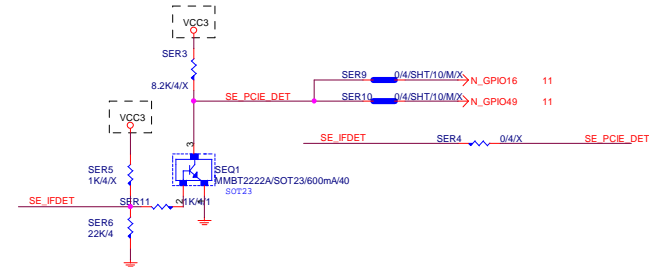 VCC3
SER3
8.2K/4/X
SE_PCIE_DET
SER9 0/4/SHT/10/M/X N_GPIO16 11
SER10 0/4/SHT/10/M/X N_GPIO49 11
SE_IFDET SER4 0/4/X SE_PCIE_DET
VCC3
3
SEQ1
MMBT2222A/SOT23/600mA/40
SOT23
SER5
1K/4/X
SE_IFDET SER11 1K/4/1
2
SER6
22K/4